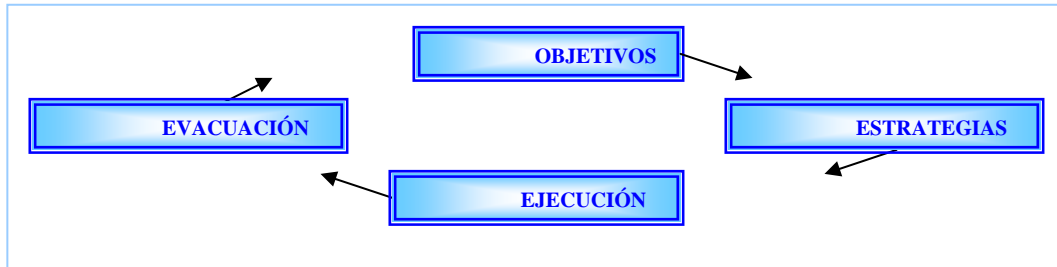 OBJETIVOS
EVACUACIÓN
ESTRATEGIAS
EJECUCIÓN